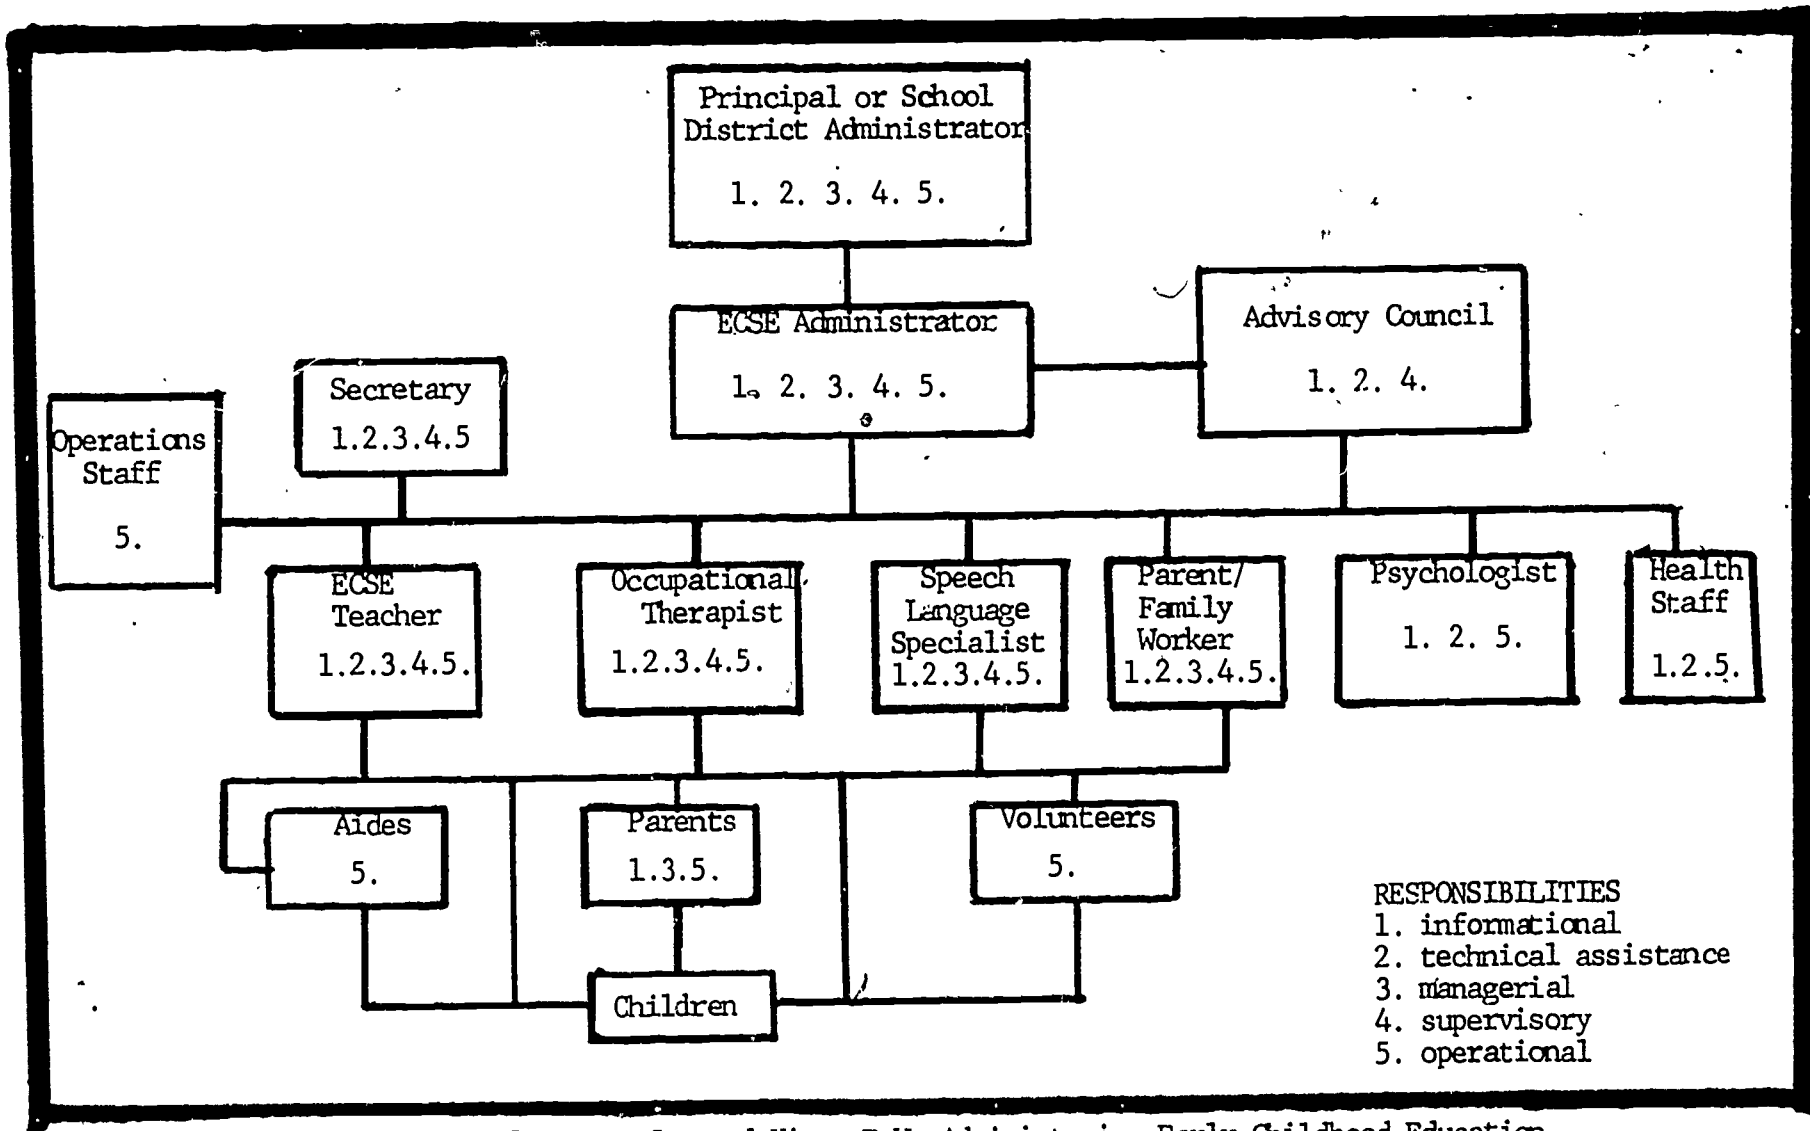 Principal or School
District Administrator
1. 2. 3. 4. 5.
ECSE Administrator
1. 2. 3. 4. 5.
Advisory Council
1. 2. 4.
Secretary
1.2.3.4.5
Operations
Staff
5.
ECSE
Teacher
1.2.3.4.5.
Occupational
Therapist
1.2.3.4.5.
Speech
Language
Specialist
1.2.3.4.5.
Parent/
Family
Worker
1.2.3.4.5.
Psychologist
1. 2. 5.
Health
Staff
1.2.5.
Aides
5.
Parents
1.3.5.
Volunteers
5.
Children
RESPONSIBILITIES
1. informational
2. technical assistance
3. managerial
4. supervisory
5. operational
Early Childhood Education